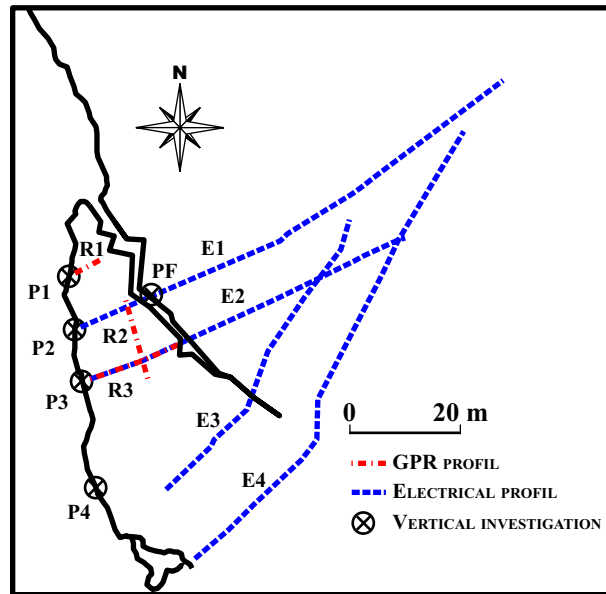 N
E1
R1
PF
P1
E2
P2
R2
R3
P3
0 20 m
E3
GPR PROFIL
E4
ELECTRICAL PROFIL
P4
VERTICAL INVESTIGATION